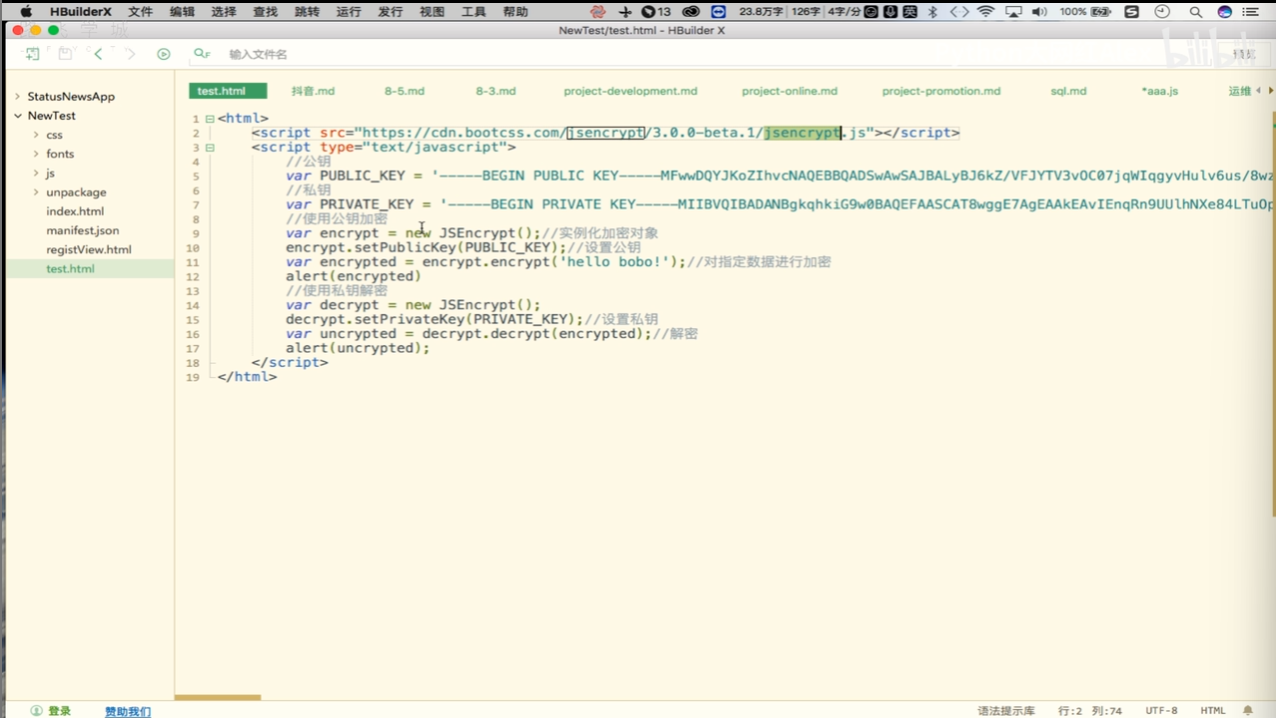 HBuilderX 文件 编辑 选择 查找 跳转 运行 发行 视图 工具 帮助 13 23.8万字 126字 4字/分 英 100%
NewTest/test.html - HBuilder X
bilibili
输入文件名 预览
StatusNewsApp
NewTest
css
fonts
js
unpackage
index.html
manifest.json
registView.html
test.html
test.html 抖音.md 8-5.md 8-3.md project-development.md project-online.md project-promotion.md sql.md *aaa.js 运维
1 <html>
2 <script src="https://cdn.bootcss.com/jsencrypt/3.0.0-beta.1/jsencrypt.js"></script>
3 <script type="text/javascript">
4 //公钥
5 var PUBLIC_KEY = '-----BEGIN PUBLIC KEY-----MFwwDQYJKoZIhvcNAQEBBQADSwAwSAJBALyBJ6kZ/VFJYTV3vOC07jqWIqgyvHulv6us/8wz
6 //私钥
7 var PRIVATE_KEY = '-----BEGIN PRIVATE KEY-----MIIBVQIBADANBgkqhkiG9w0BAQEFAASCAT8wggE7AgEAAkEAvIEnqRn9UUlhNXe84LTuOp
8 //使用公钥加密
9 var encrypt = new JSEncrypt();//实例化加密对象
10 encrypt.setPublicKey(PUBLIC_KEY);//设置公钥
11 var encrypted = encrypt.encrypt('hello bobo!');//对指定数据进行加密
12 alert(encrypted)
13 //使用私钥解密
14 var decrypt = new JSEncrypt();
15 decrypt.setPrivateKey(PRIVATE_KEY);//设置私钥
16 var uncrypted = decrypt.decrypt(encrypted);//解密
17 alert(uncrypted);
18 </script>
19 </html>
登录 赞助我们 语法提示库 行:2 列:74 UTF-8 HTML